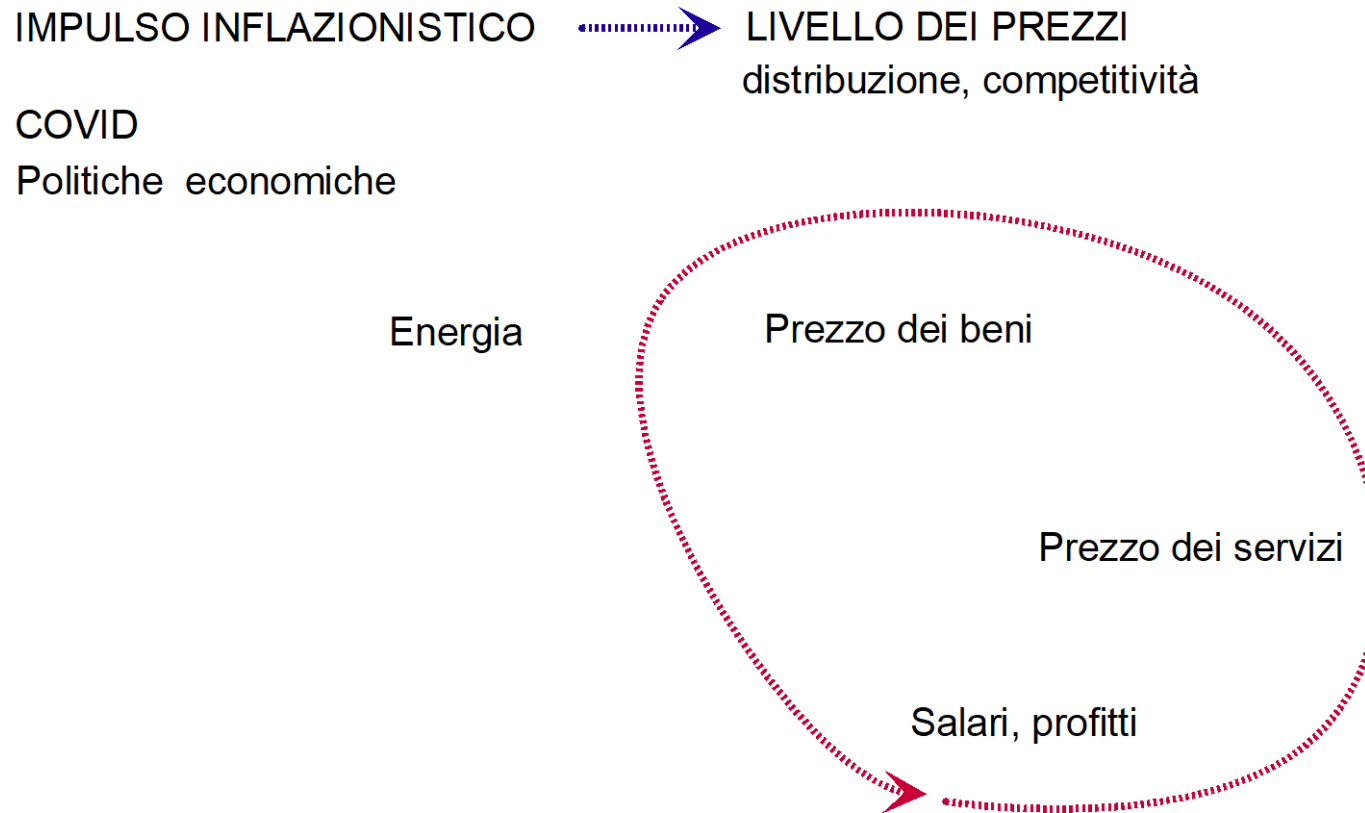 IMPULSO INFLAZIONISTICO
LIVELLO DEI PREZZI
distribuzione, competitività
COVID
Politiche economiche
Energia
Prezzo dei beni
Prezzo dei servizi
Salari, profitti